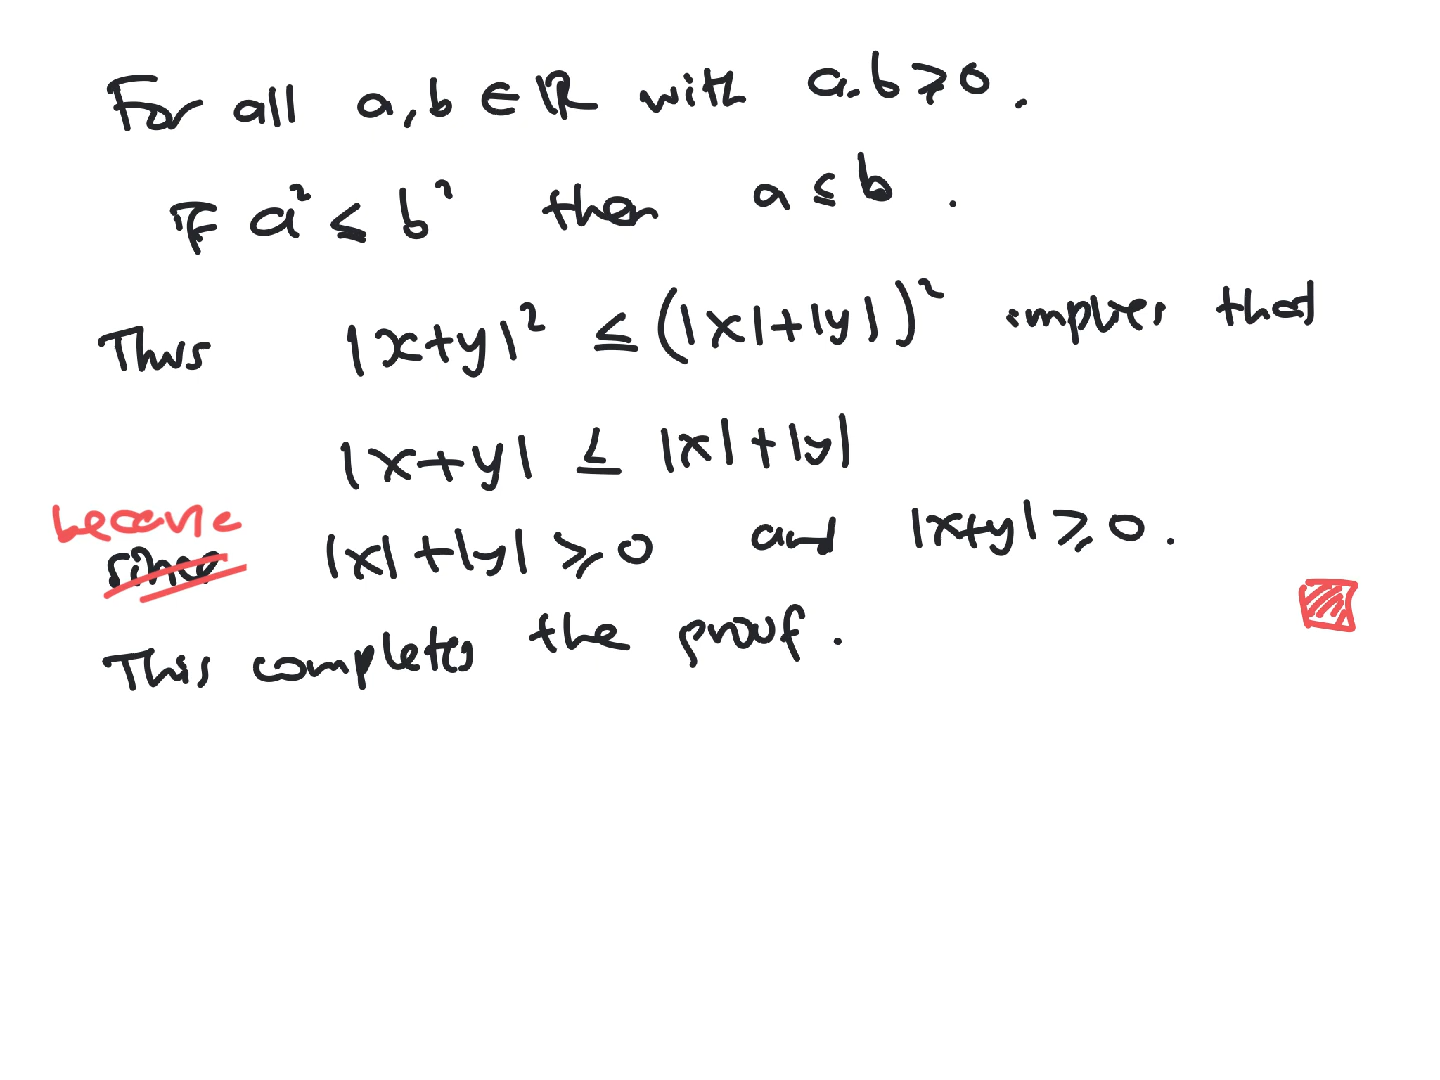 For all a, b ∈ ℝ with a.b ⩾ 0.
If a² ≤ b² then a ≤ b.
Thus |x+y|² ≤ (|x|+|y|)² implies that
|x+y| ≤ |x|+|y|
because
since |x|+|y| ⩾ 0 and |x+y| ⩾ 0.
This completes the proof.